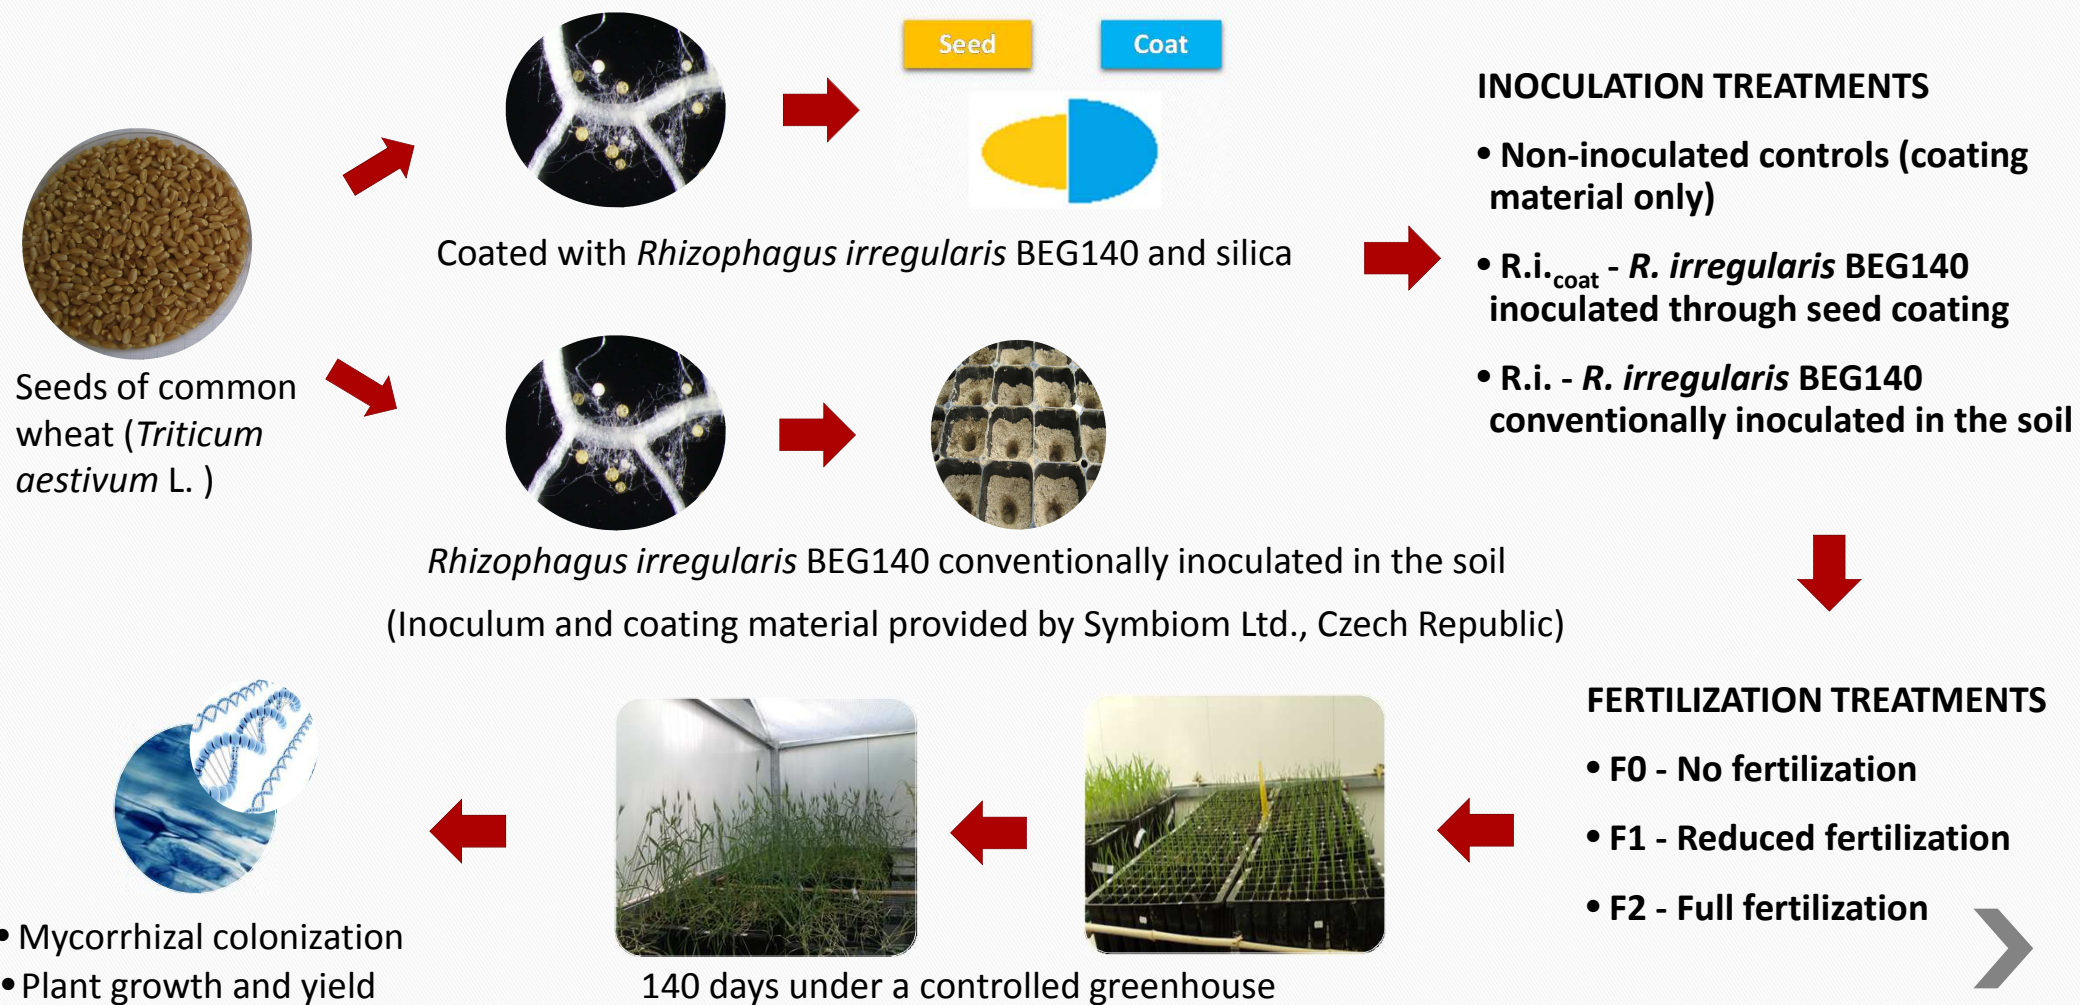 Seed
Coat
Coated with Rhizophagus irregularis BEG140 and silica
Seeds of common
wheat (Triticum
aestivum L. )
Rhizophagus irregularis BEG140 conventionally inoculated in the soil
(Inoculum and coating material provided by Symbiom Ltd., Czech Republic)
INOCULATION TREATMENTS
• Non-inoculated controls (coating
material only)
• R.i.coat - R. irregularis BEG140
inoculated through seed coating
• R.i. - R. irregularis BEG140
conventionally inoculated in the soil
FERTILIZATION TREATMENTS
• F0 - No fertilization
• F1 - Reduced fertilization
• F2 - Full fertilization
140 days under a controlled greenhouse
• Mycorrhizal colonization
• Plant growth and yield